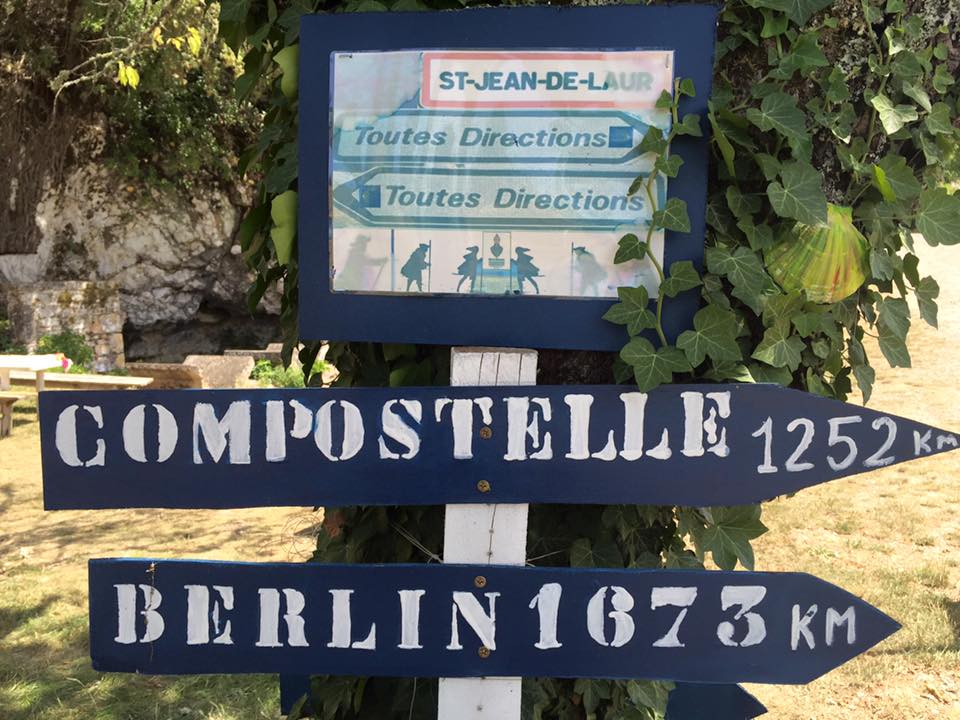 ST-JEAN-DE-LAUR
Toutes Directions
Toutes Directions
COMPOSTELLE 1252 Km
BERLIN 1673 KM